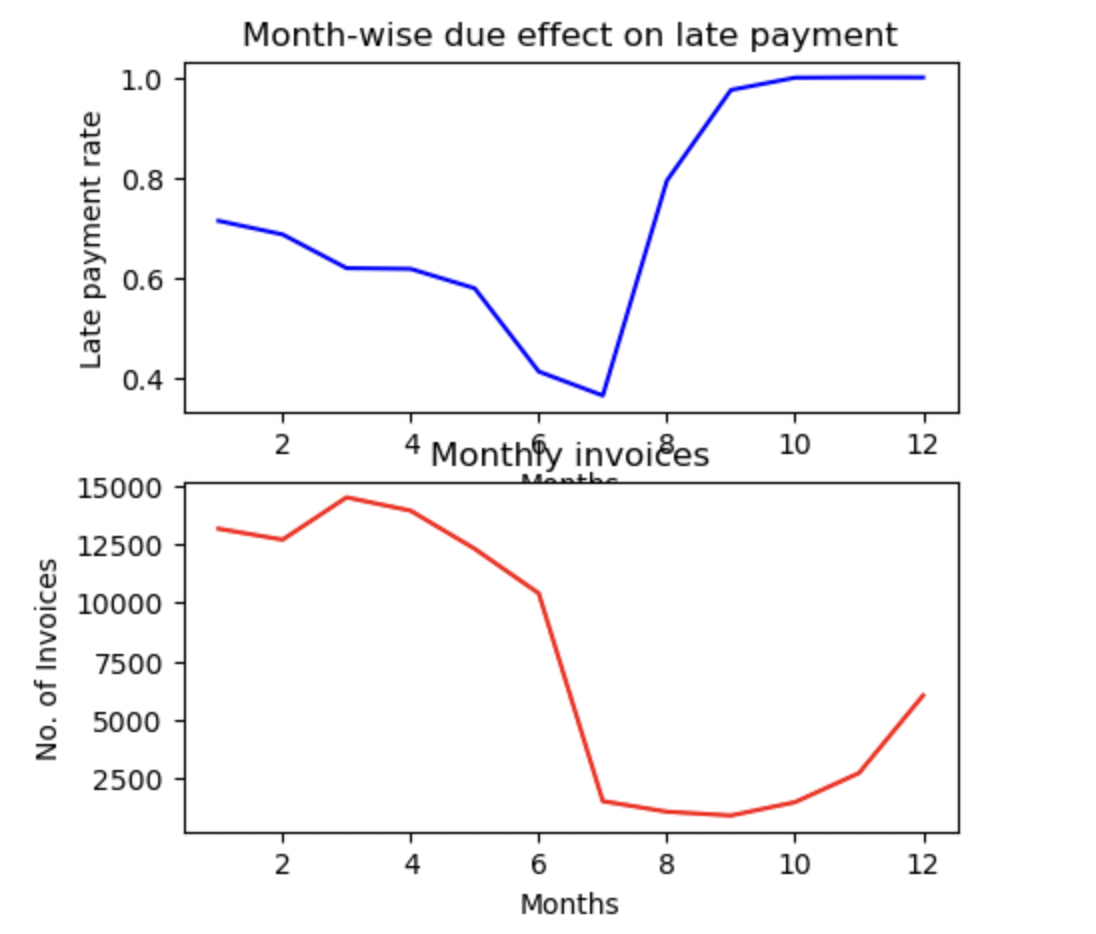 Month-wise due effect on late payment
Late payment rate
1.0
0.8
0.6
0.4
2 4 6 8 10 12
Months
Monthly invoices
No. of Invoices
15000
12500
10000
7500
5000
2500
2 4 6 8 10 12
Months